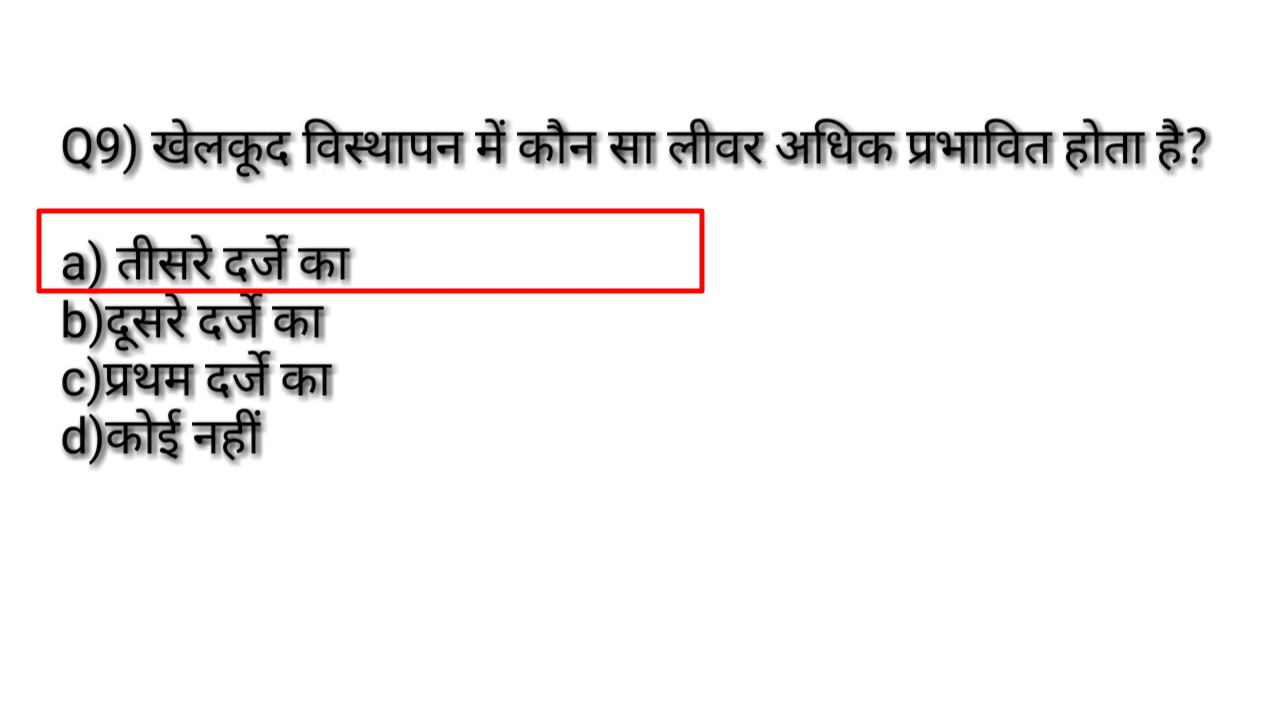 Q9) खेलकूद विस्थापन में कौन सा लीवर अधिक प्रभावित होता है?
a) तीसरे दर्जे का
b)दूसरे दर्जे का
c)प्रथम दर्जे का
d)कोई नहीं